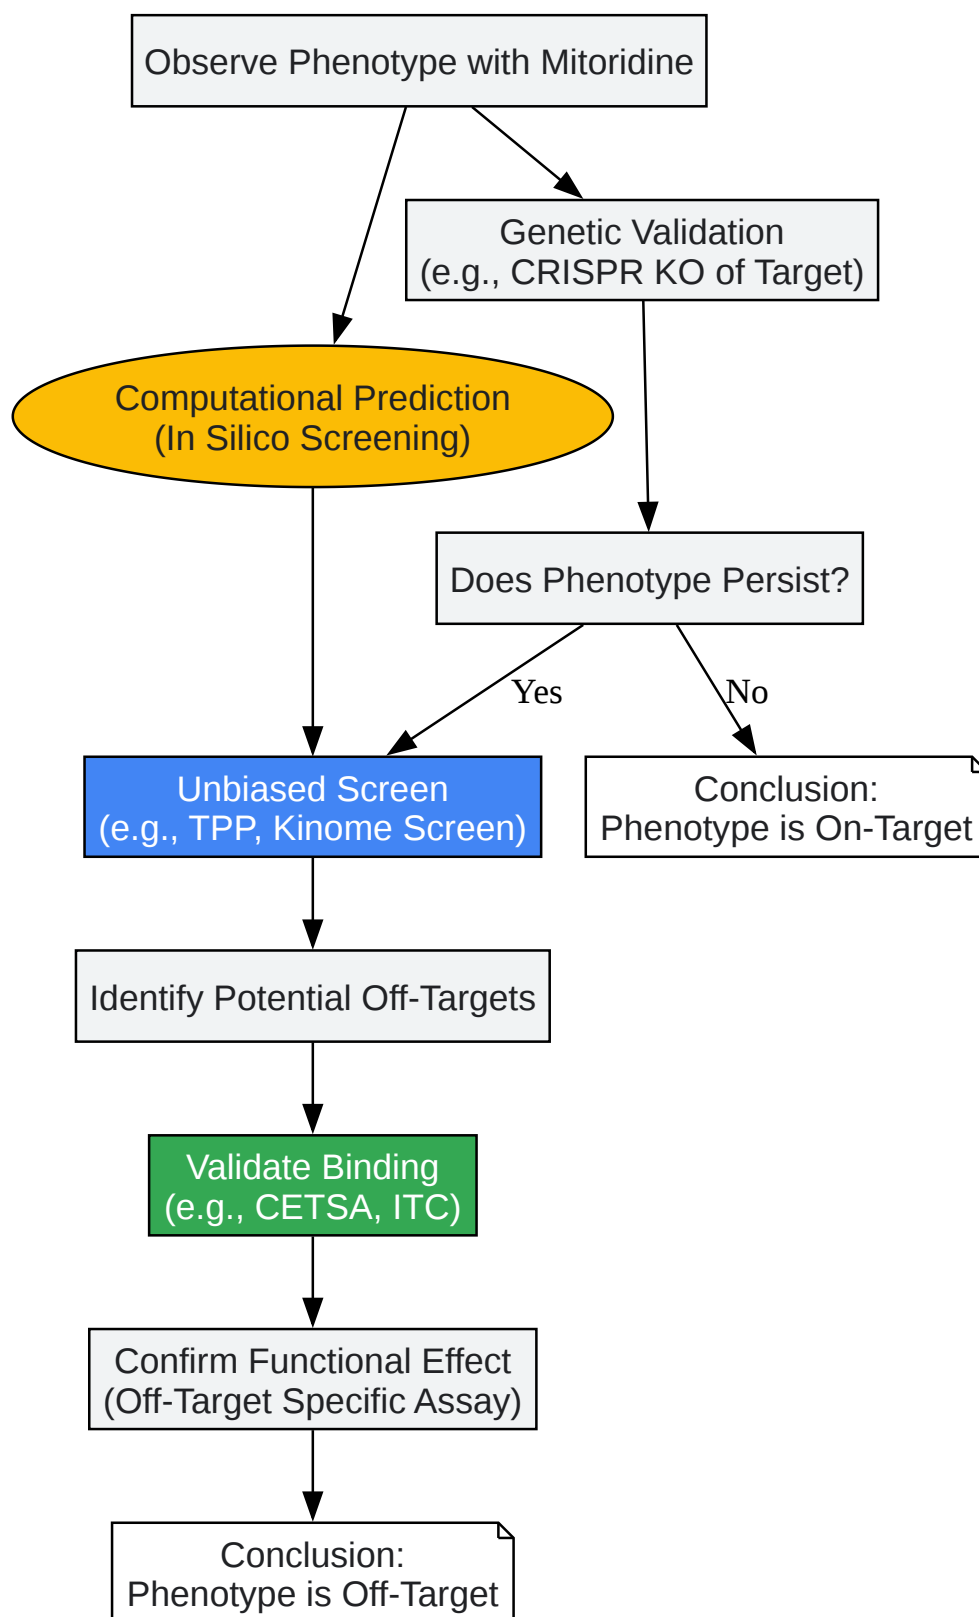 Observe Phenotype with Mitoridine
Genetic Validation
(e.g., CRISPR KO of Target)
Computational Prediction
(In Silico Screening)
Does Phenotype Persist?
Yes
No
Unbiased Screen
(e.g., TPP, Kinome Screen)
Conclusion:
Phenotype is On-Target
Identify Potential Off-Targets
Validate Binding
(e.g., CETSA, ITC)
Confirm Functional Effect
(Off-Target Specific Assay)
Conclusion:
Phenotype is Off-Target